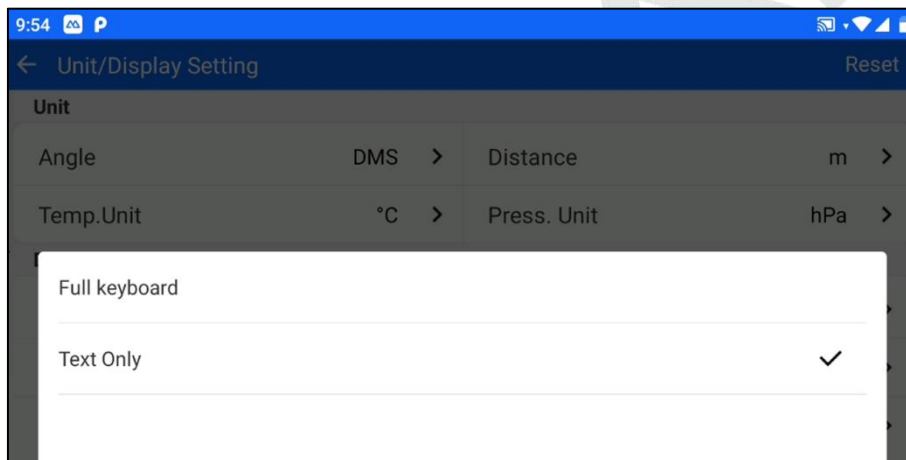 9:54
Unit/Display Setting Reset
Unit
Angle DMS Distance m
Temp.Unit °C Press. Unit hPa
Full keyboard
Text Only